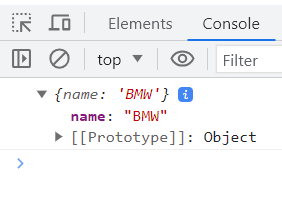 Elements Console
top Filter
{name: 'BMW'} i
name: "BMW"
[[Prototype]]: Object